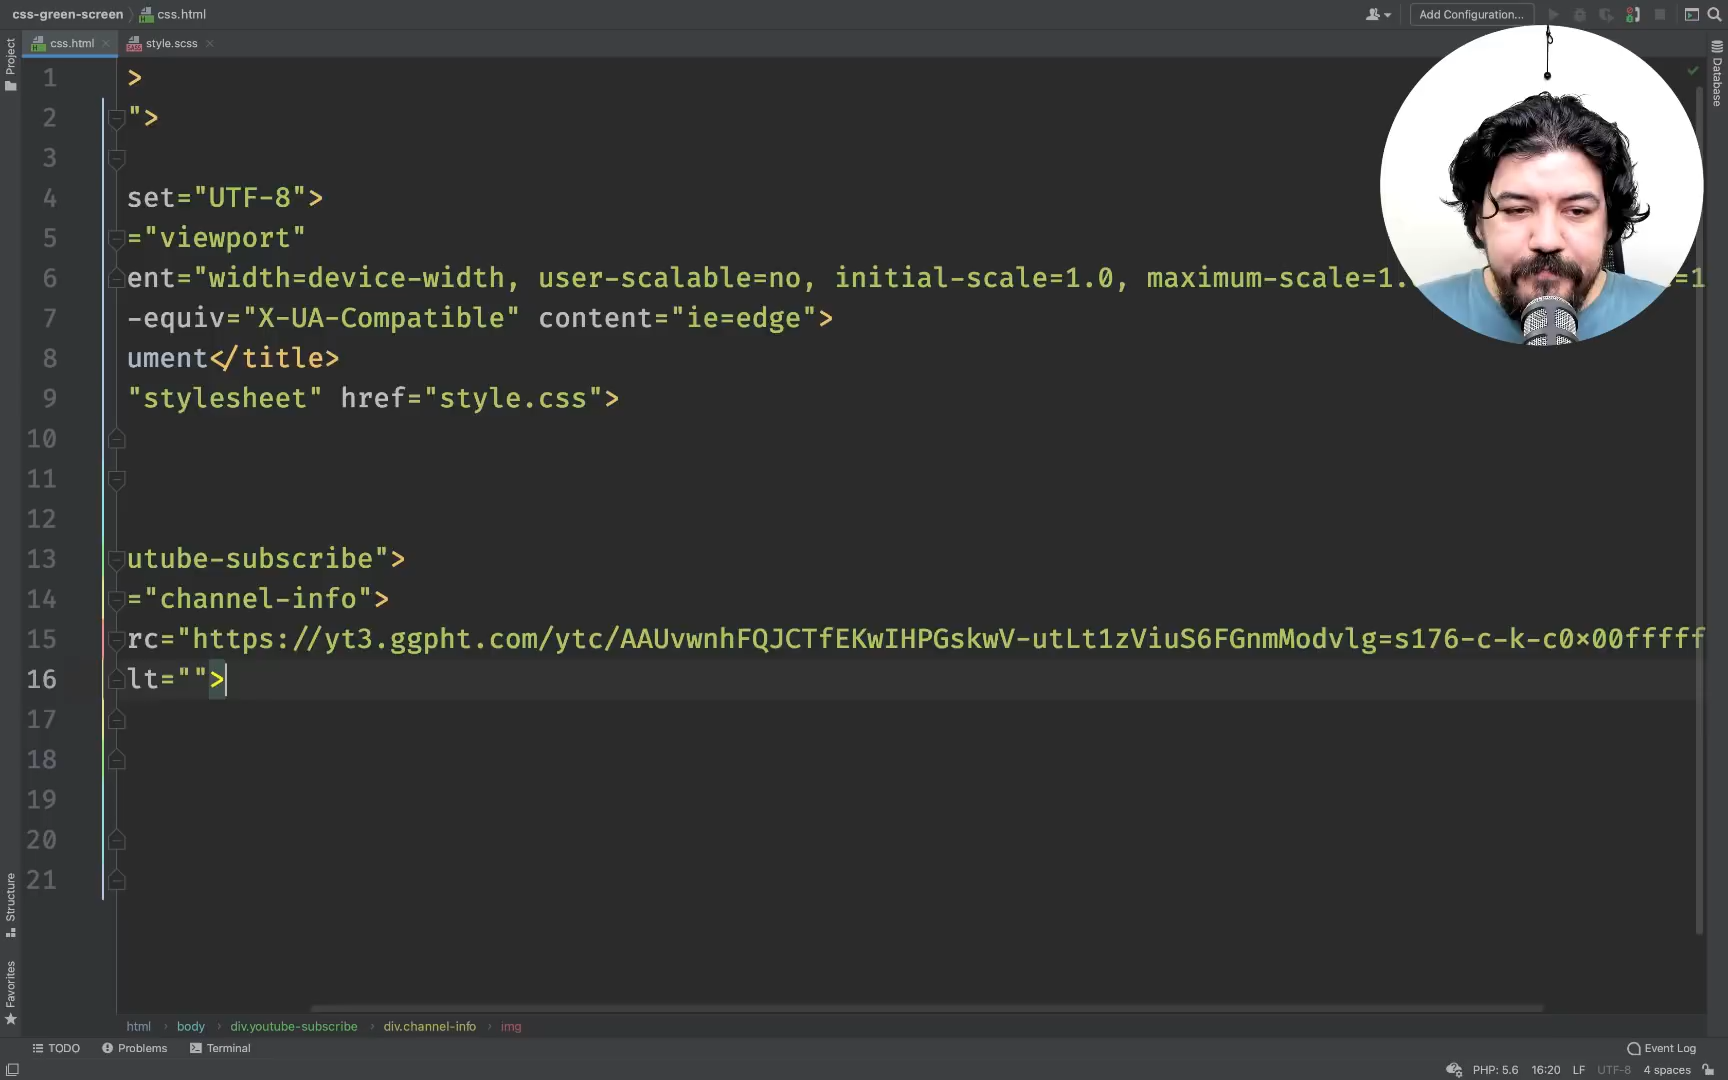 css-green-screen css.html Add Configuration...
css.html style.scss
Project
Database
1 >
2 ">
3
4 set="UTF-8">
5 ="viewport"
6 ent="width=device-width, user-scalable=no, initial-scale=1.0, maximum-scale=1. =1
7 -equiv="X-UA-Compatible" content="ie=edge">
8 ument</title>
9 "stylesheet" href="style.css">
10
11
12
13 utube-subscribe">
14 ="channel-info">
15 rc="https://yt3.ggpht.com/ytc/AAUvwnhFQJCTfEKwIHPGskwV-utLt1zViuS6FGnmModvlg=s176-c-k-c0x00fffff
16 lt="">
17
18
19
20
21
Structure
Favorites
html body div.youtube-subscribe div.channel-info img
TODO Problems Terminal Event Log
PHP: 5.6 16:20 LF UTF-8 4 spaces